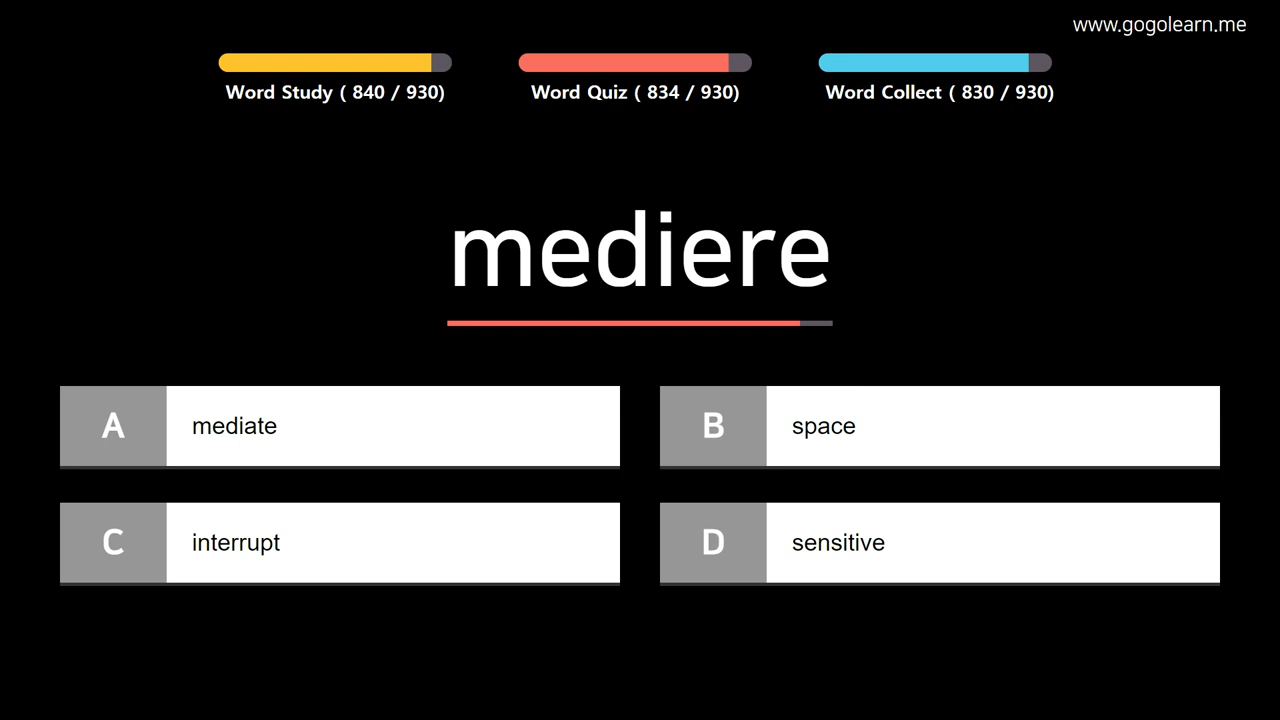 www.gogolearn.me
Word Study ( 840 / 930)
Word Quiz ( 834 / 930)
Word Collect ( 830 / 930)
mediere
A mediate
B space
C interrupt
D sensitive